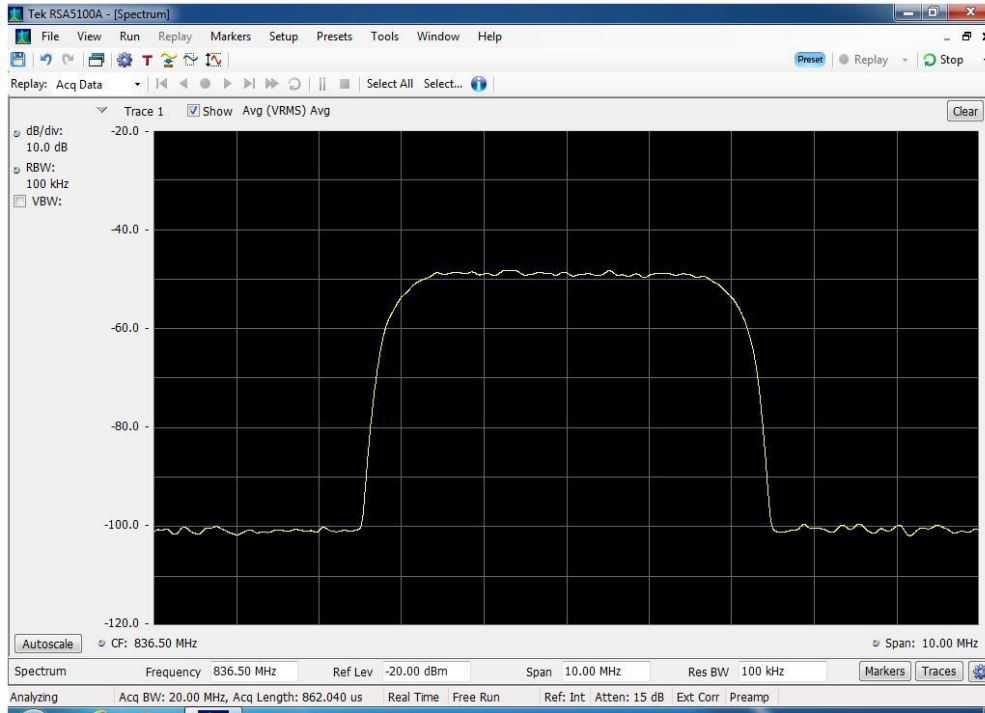 Tek RSA5100A - [Spectrum]
File View Run Replay Markers Setup Presets Tools Window Help
T Preset Replay Stop
Replay: Acq Data Select All Select...
Trace 1 Show Avg (VRMS) Avg Clear
dB/div:
10.0 dB
RBW:
100 kHz
VBW:
-20.0
-40.0
-60.0
-80.0
-100.0
-120.0
Autoscale CF: 836.50 MHz Span: 10.00 MHz
Spectrum Frequency 836.50 MHz Ref Lev -20.00 dBm Span 10.00 MHz Res BW 100 kHz Markers Traces
Analyzing Acq BW: 20.00 MHz, Acq Length: 862.040 us Real Time Free Run Ref: Int Atten: 15 dB Ext Corr Preamp